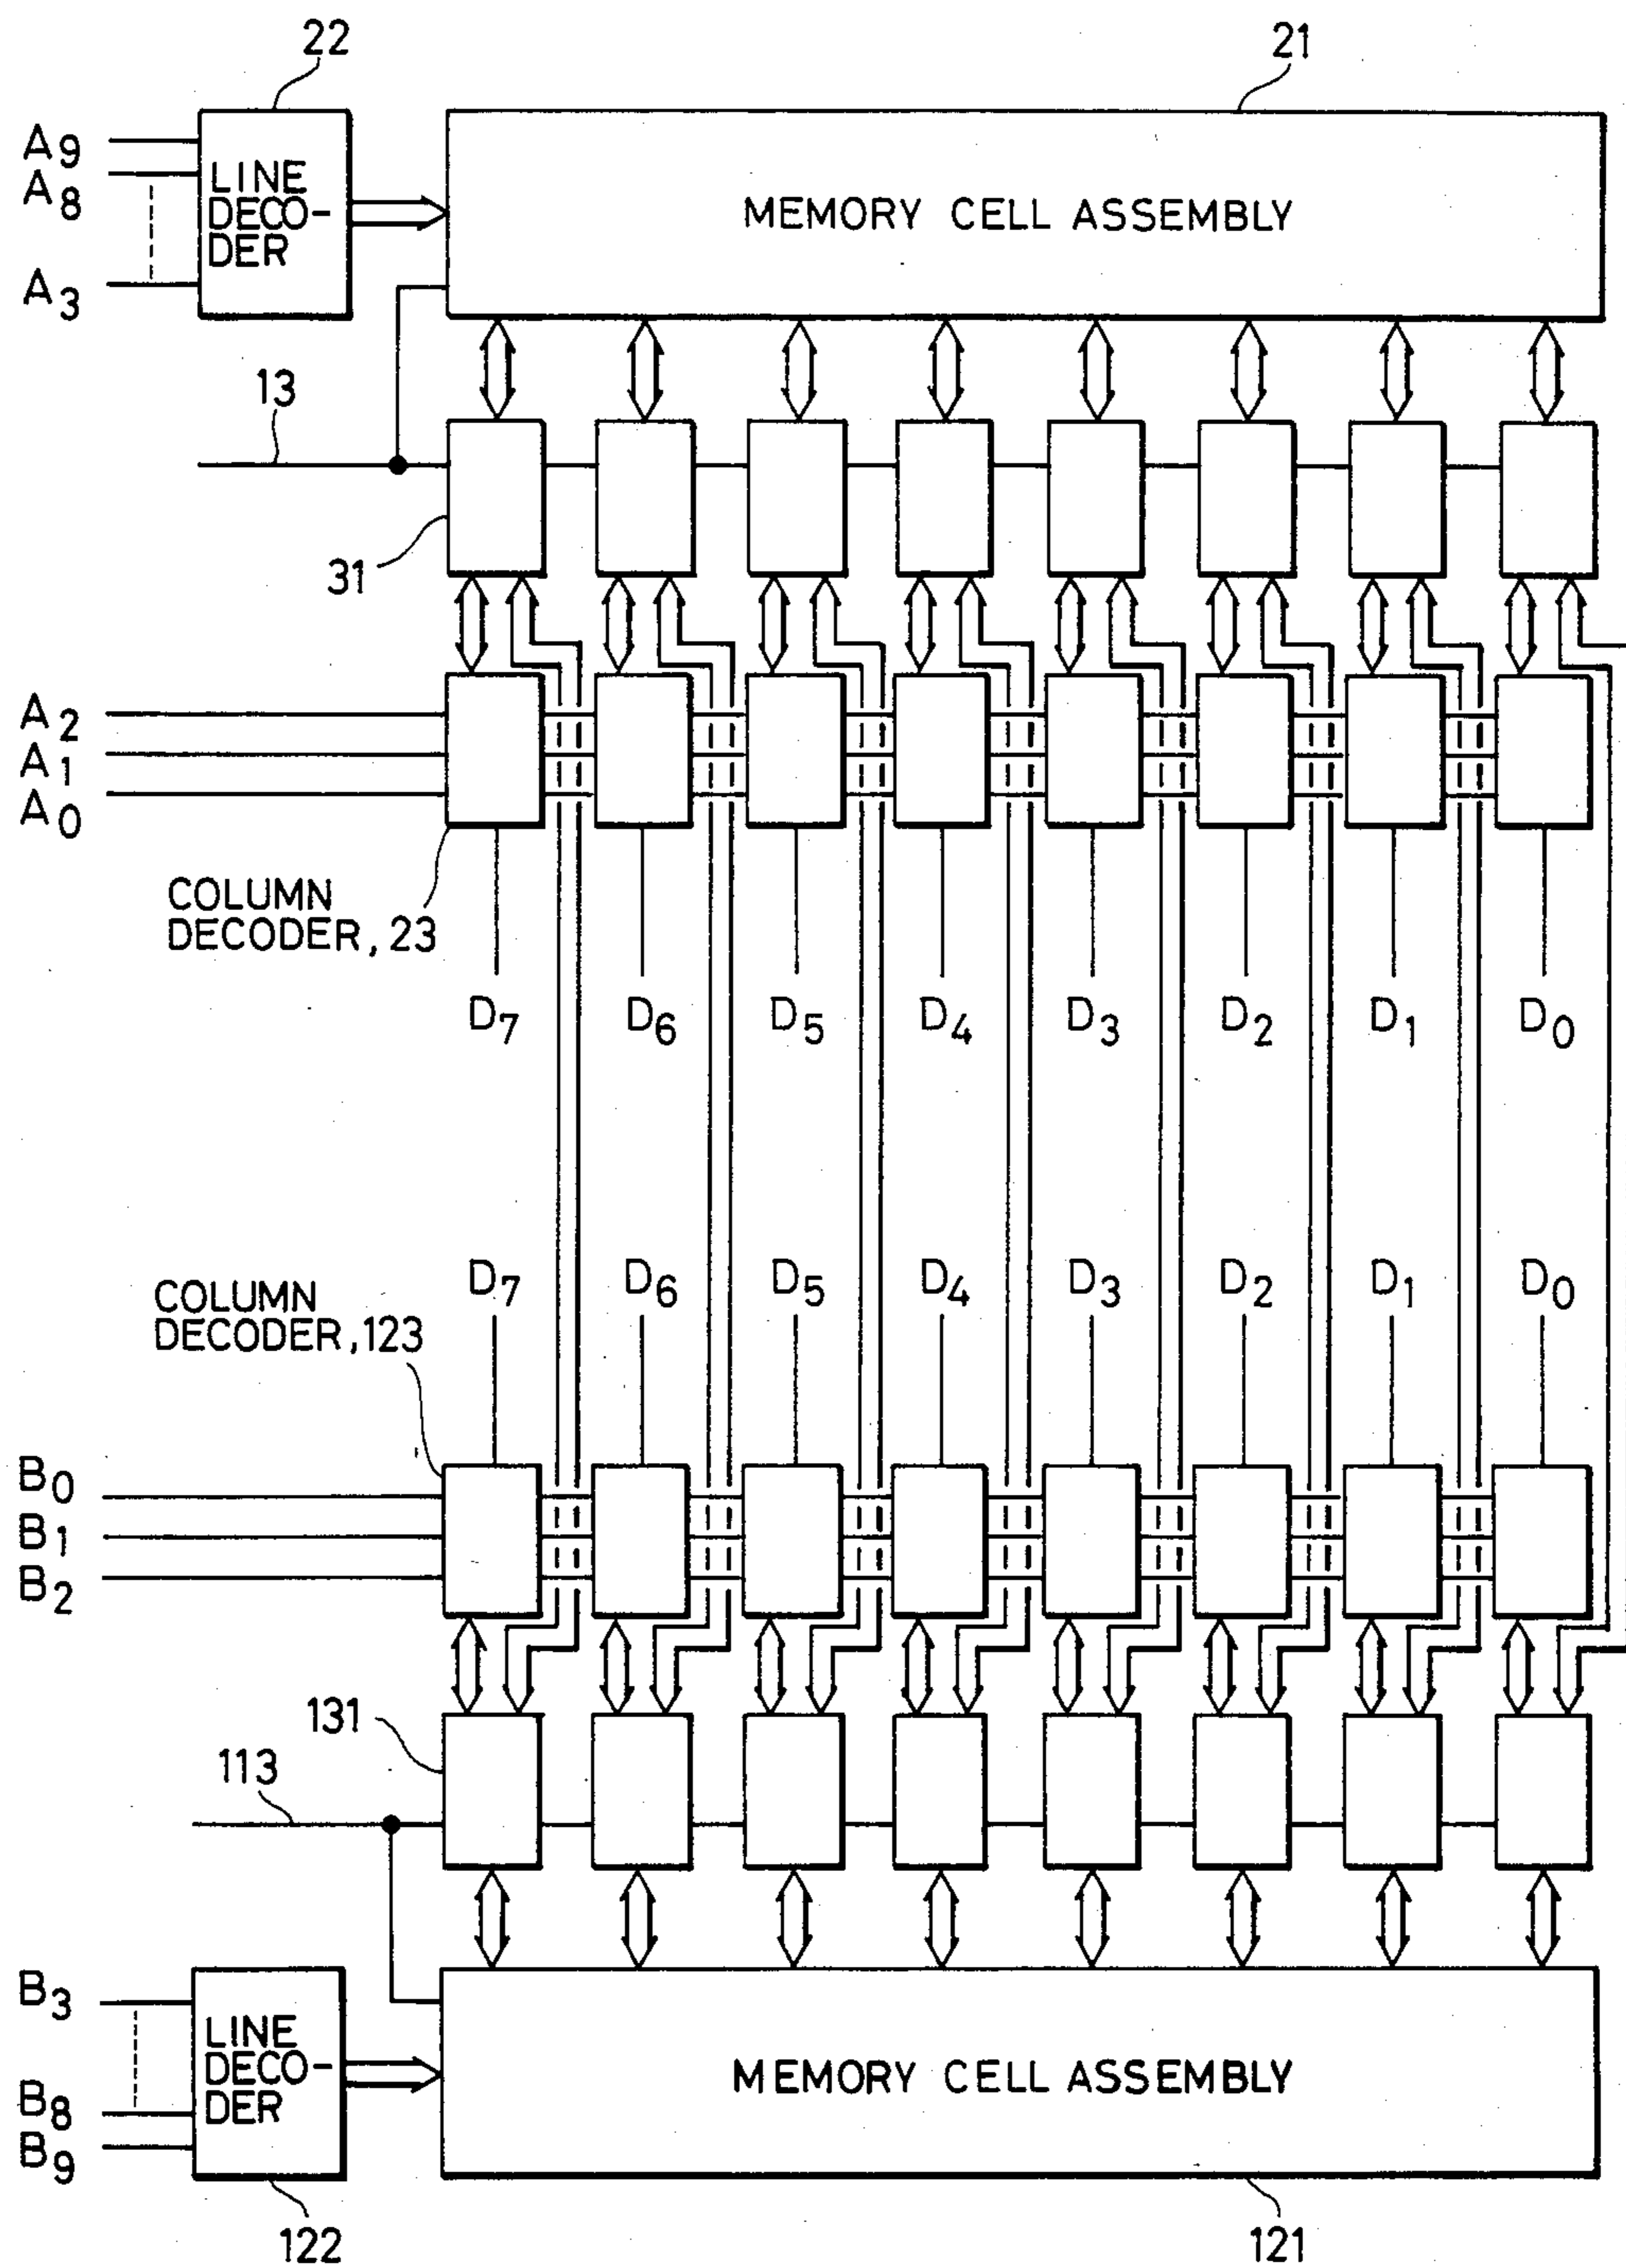 22
21
A9
A8
A3
LINE
DECO-
DER
MEMORY CELL ASSEMBLY
13
31
A2
A1
A0
COLUMN
DECODER, 23
D7 D6 D5 D4 D3 D2 D1 D0
D7 D6 D5 D4 D3 D2 D1 D0
COLUMN
DECODER, 123
B0
B1
B2
131
113
B3
B8
B9
LINE
DECO-
DER
MEMORY CELL ASSEMBLY
122
121